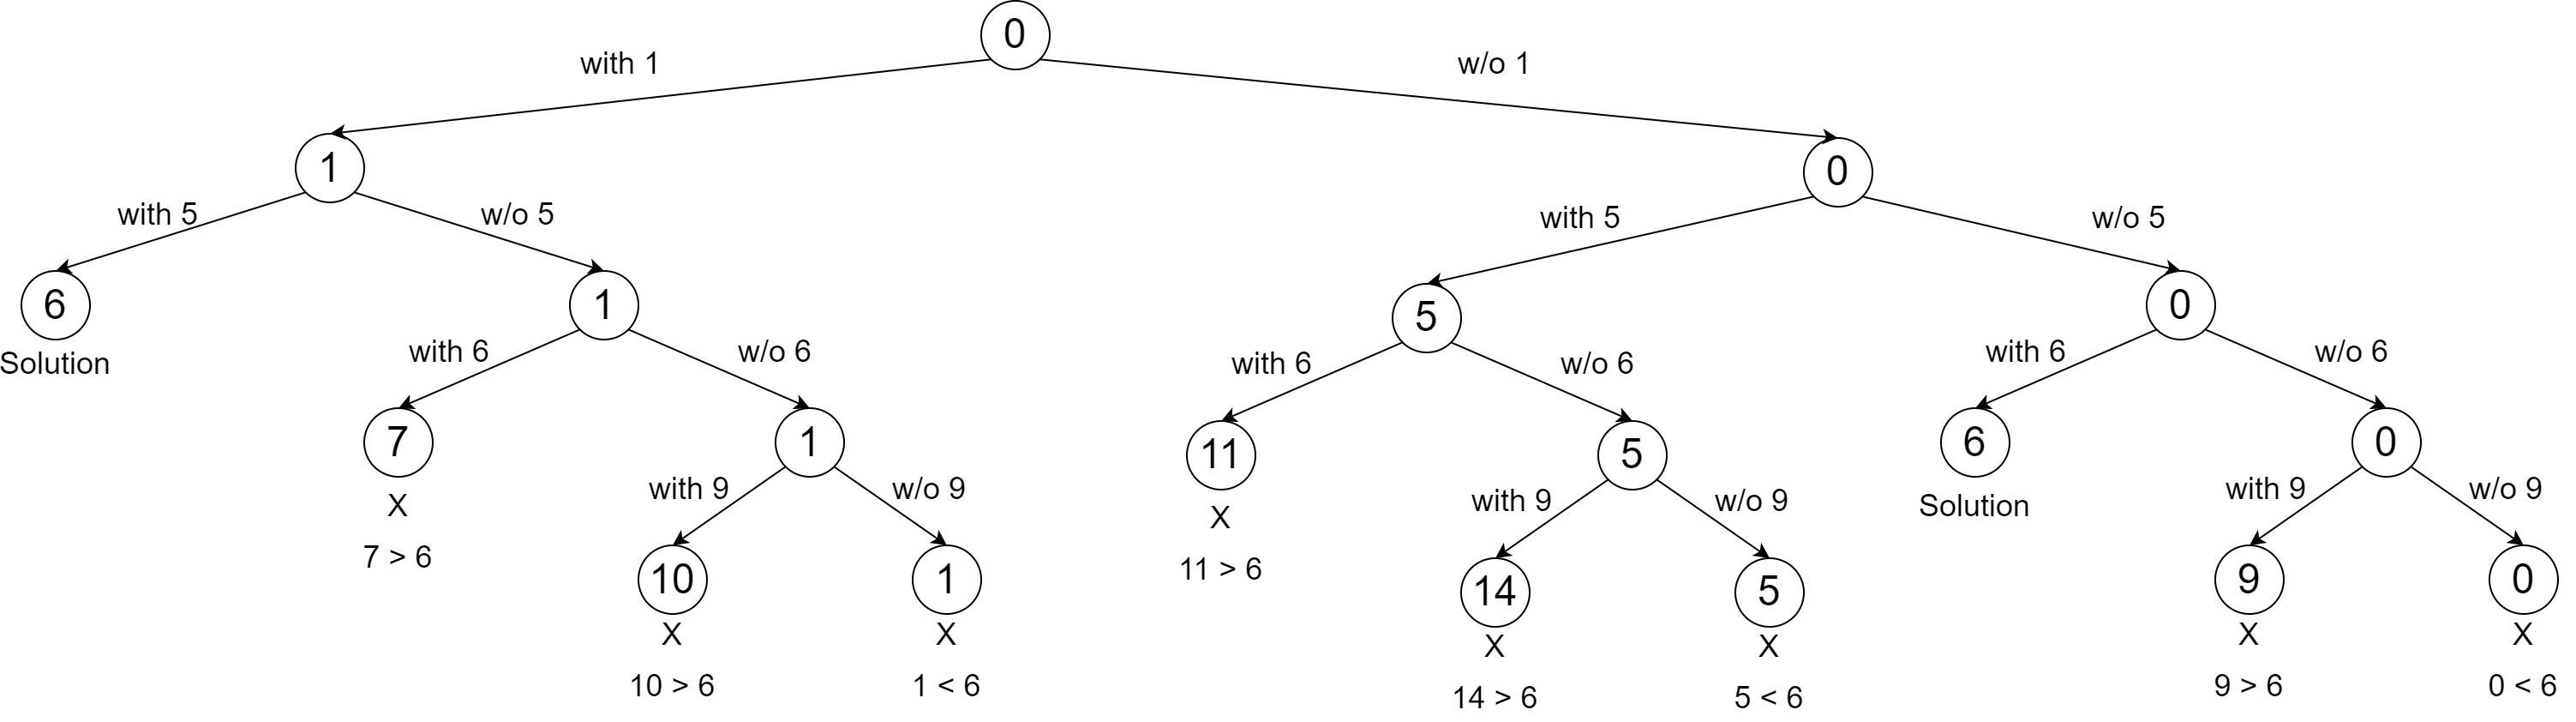 0
with 1
w/o 1
1
0
with 5
w/o 5
with 5
w/o 5
6
1
5
0
Solution
with 6
w/o 6
with 6
w/o 6
with 6
w/o 6
7
1
11
5
6
0
X
with 9
w/o 9
X
with 9
w/o 9
Solution
with 9
w/o 9
7 > 6
11 > 6
10
1
14
5
9
0
X
X
X
X
X
X
10 > 6
1 < 6
14 > 6
5 < 6
9 > 6
0 < 6